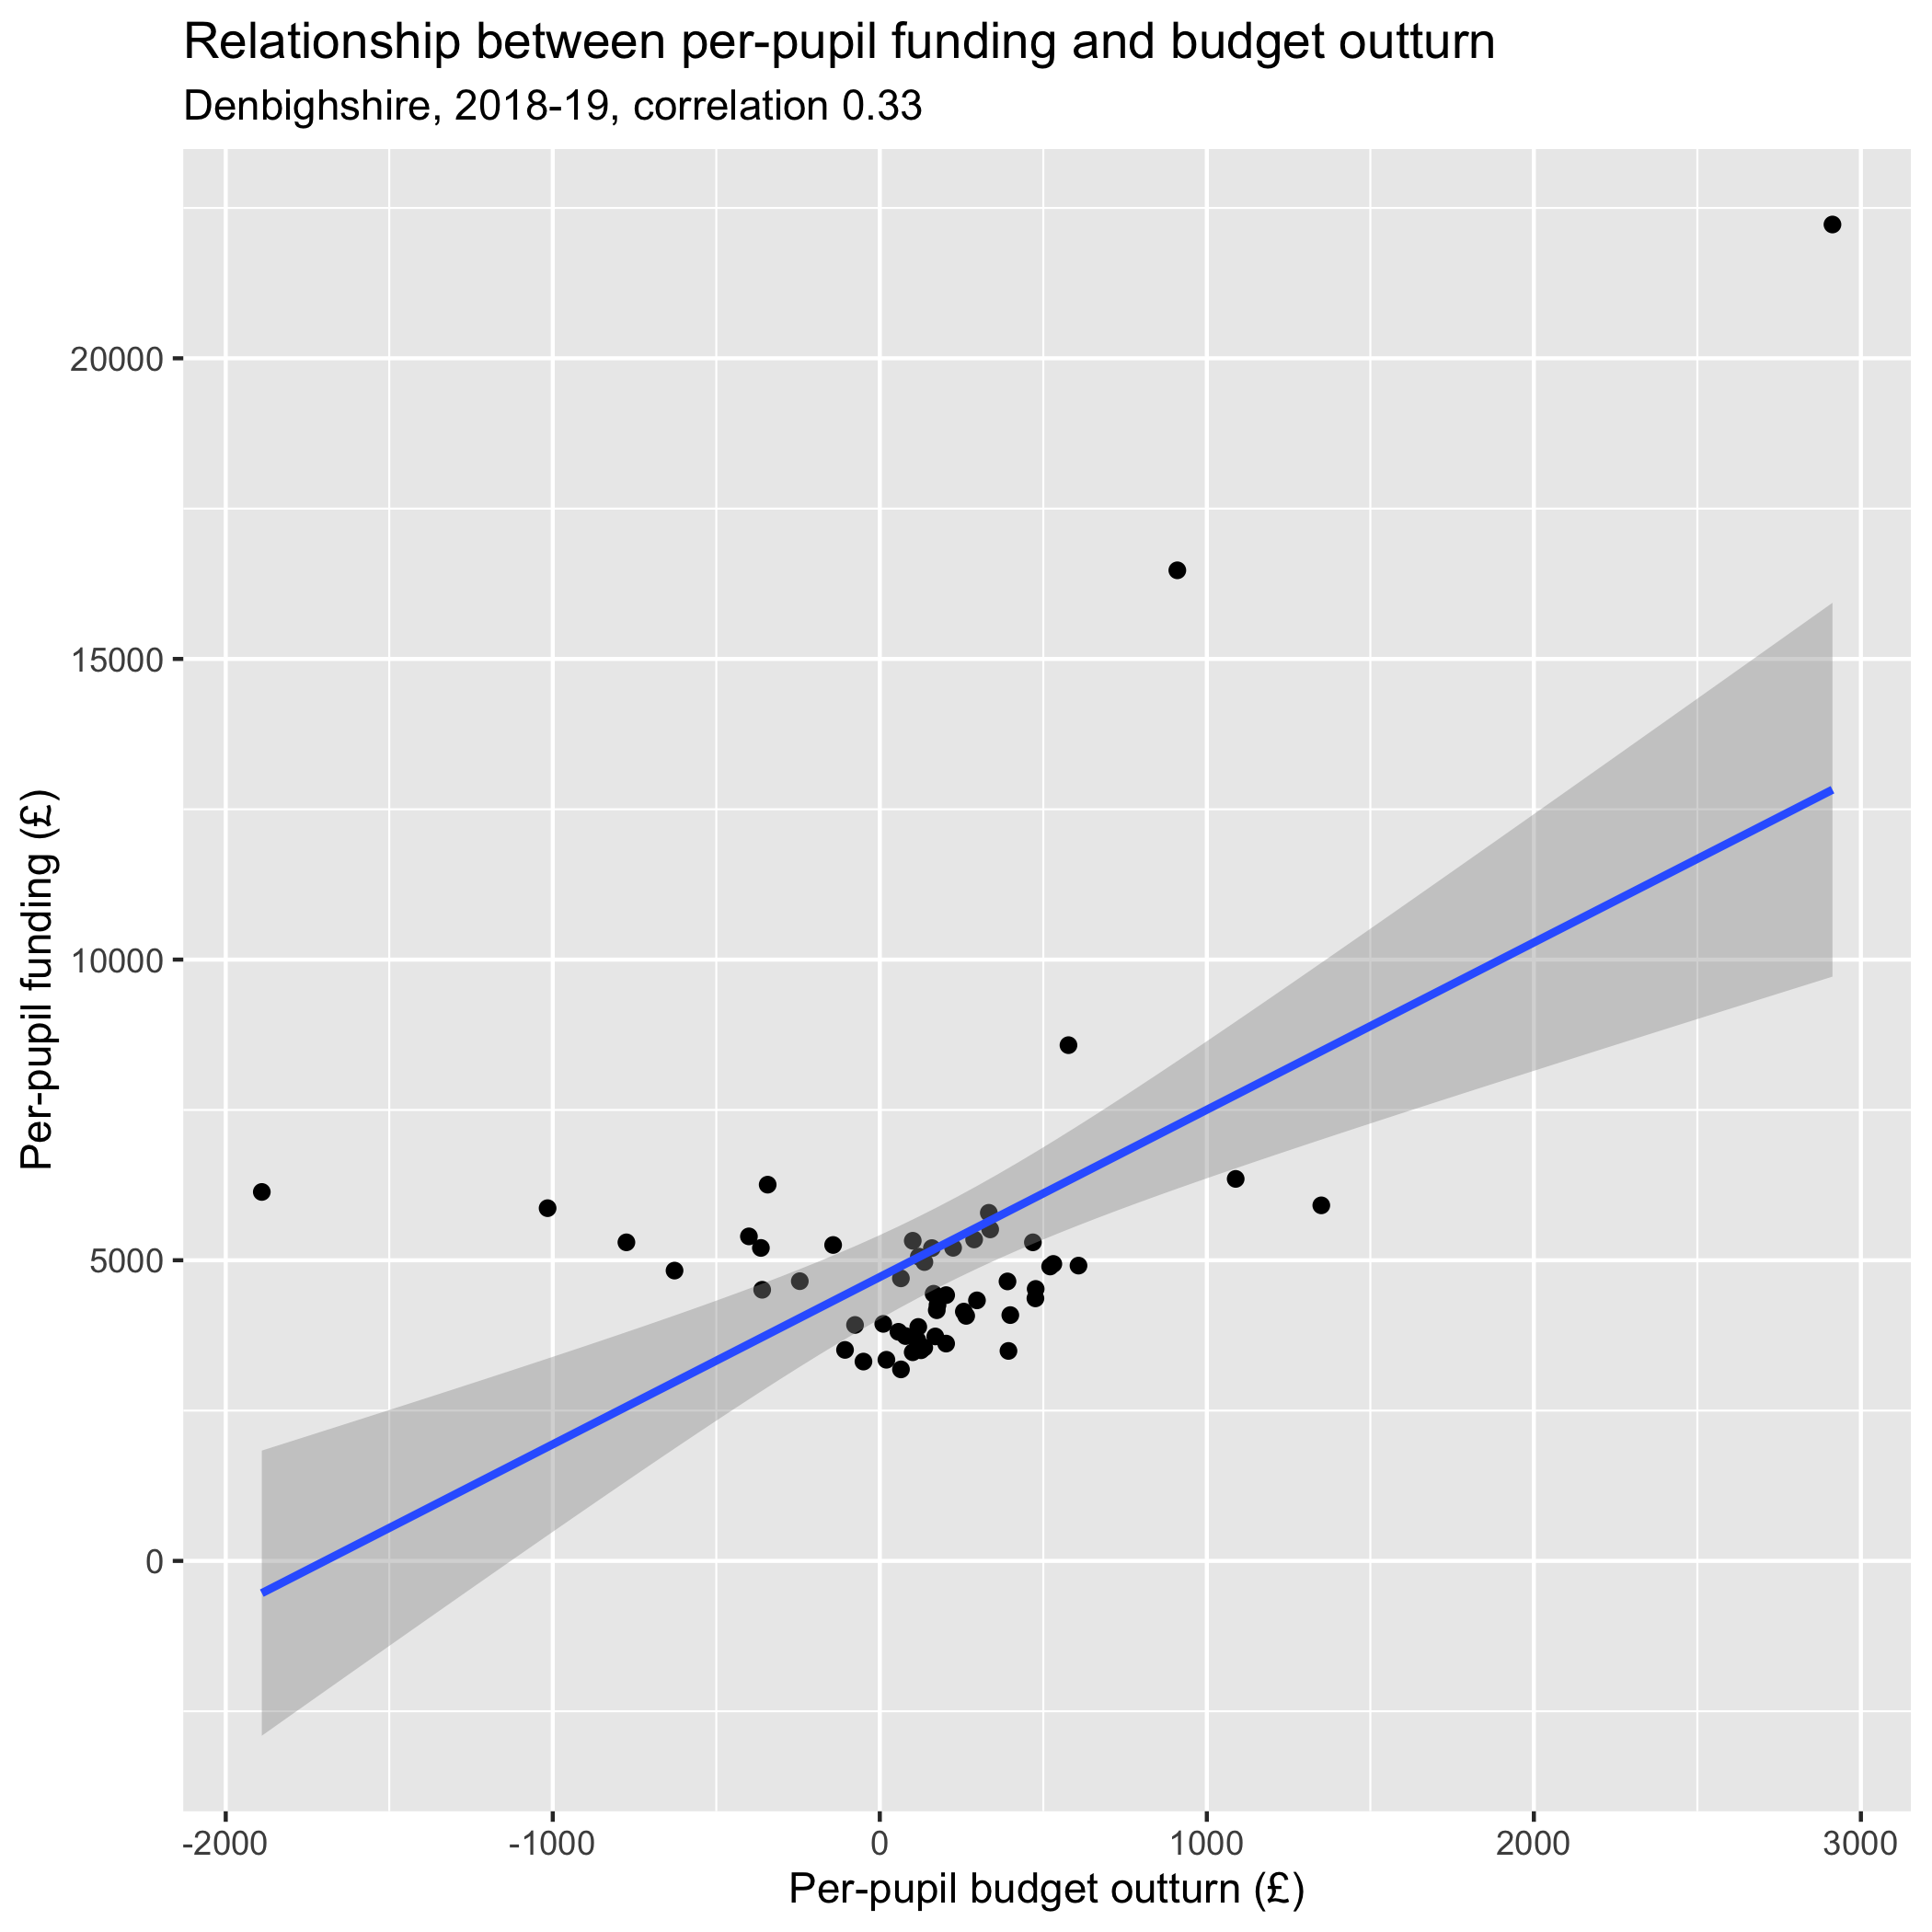 Relationship between per-pupil funding and budget outturn
Denbighshire, 2018-19, correlation 0.33
Per-pupil funding (£)
20000
15000
10000
5000
0
-2000
-1000
0
1000
2000
3000
Per-pupil budget outturn (£)